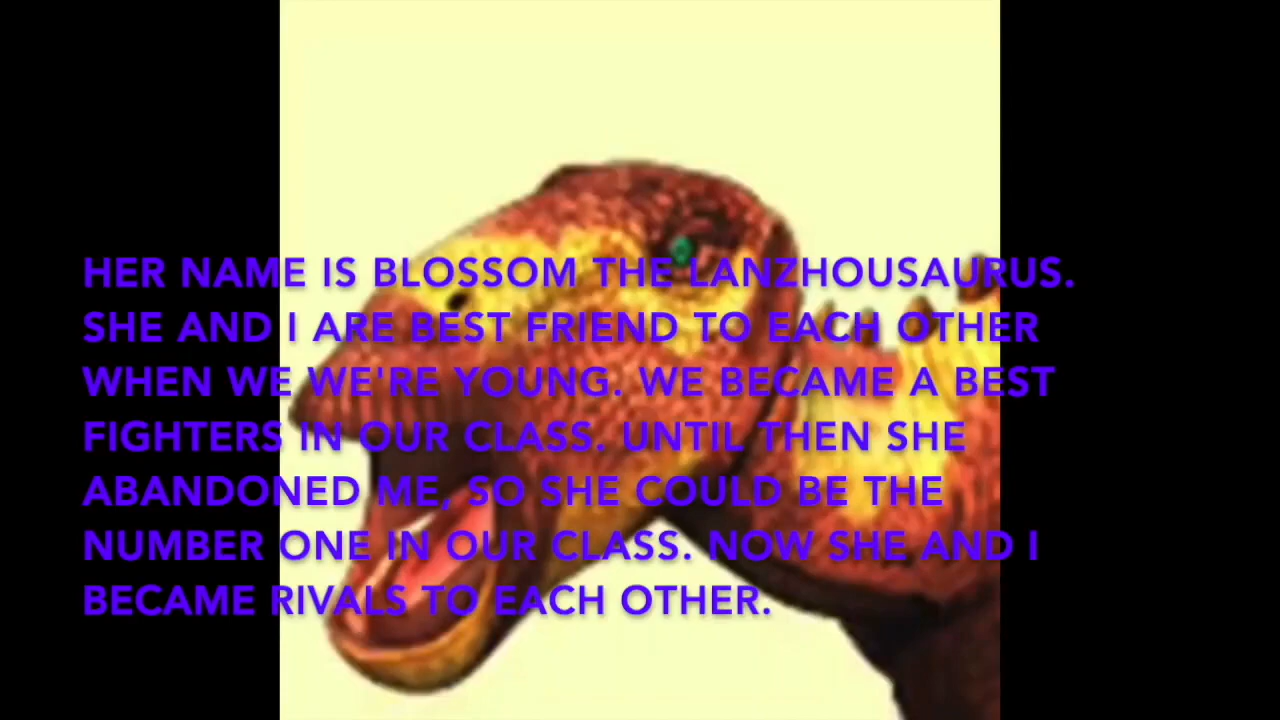 HER NAME IS BLOSSOM THE LANZHOUSAURUS.
SHE AND I ARE BEST FRIEND TO EACH OTHER
WHEN WE WE'RE YOUNG. WE BECAME A BEST
FIGHTERS IN OUR CLASS. UNTIL THEN SHE
ABANDONED ME, SO SHE COULD BE THE
NUMBER ONE IN OUR CLASS. NOW SHE AND I
BECAME RIVALS TO EACH OTHER.